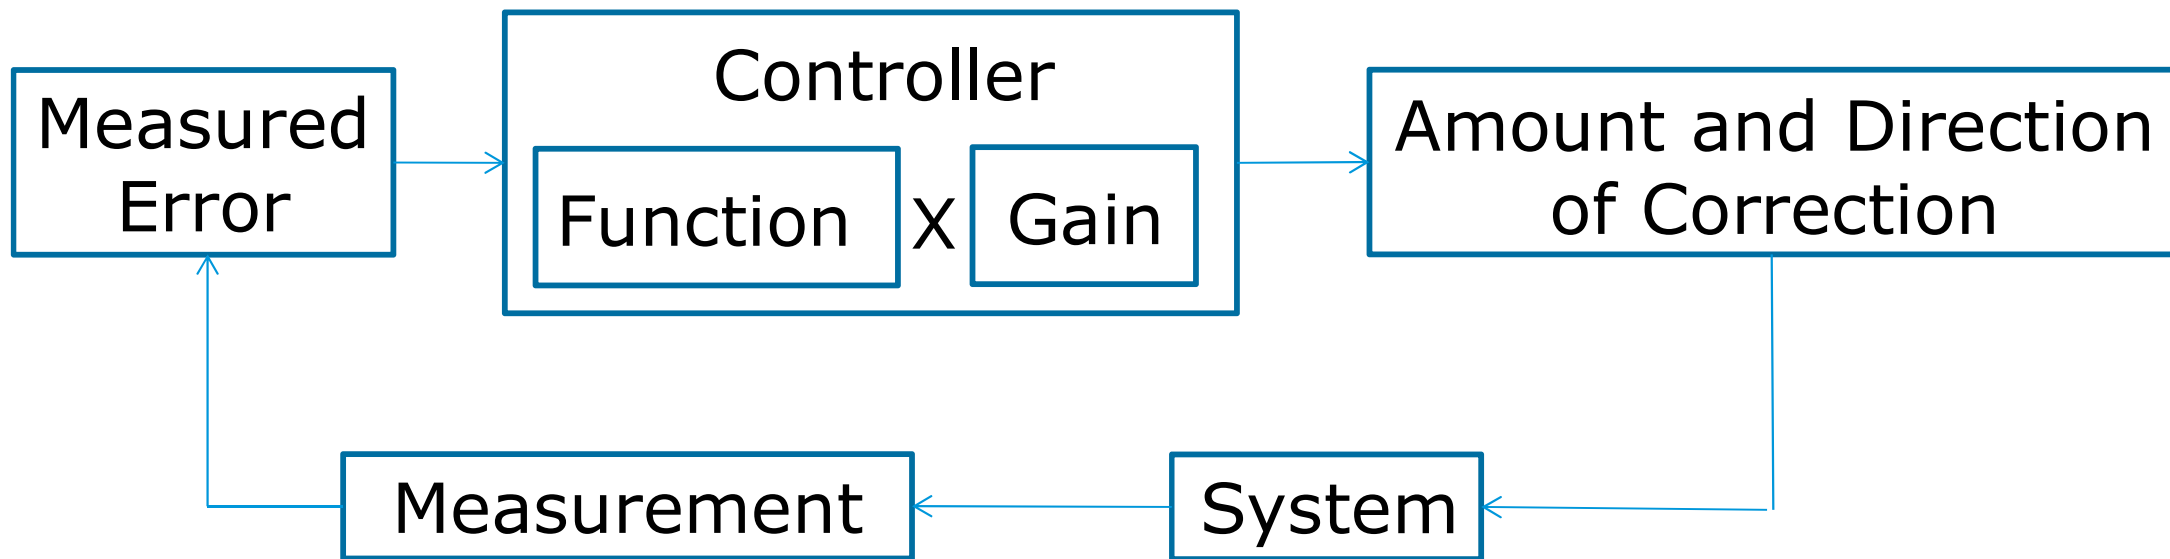 Controller
Measured
Error
Function X Gain
Amount and Direction
of Correction
Measurement
System